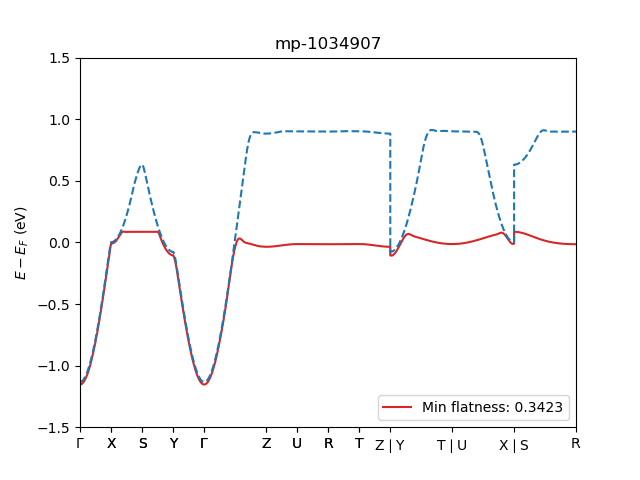 mp-1034907
1.5
1.0
0.5
0.0
−0.5
−1.0
−1.5
E − E_F (eV)
Min flatness: 0.3423
Γ X S Y Γ Z U R T Z | Y T | U X | S R